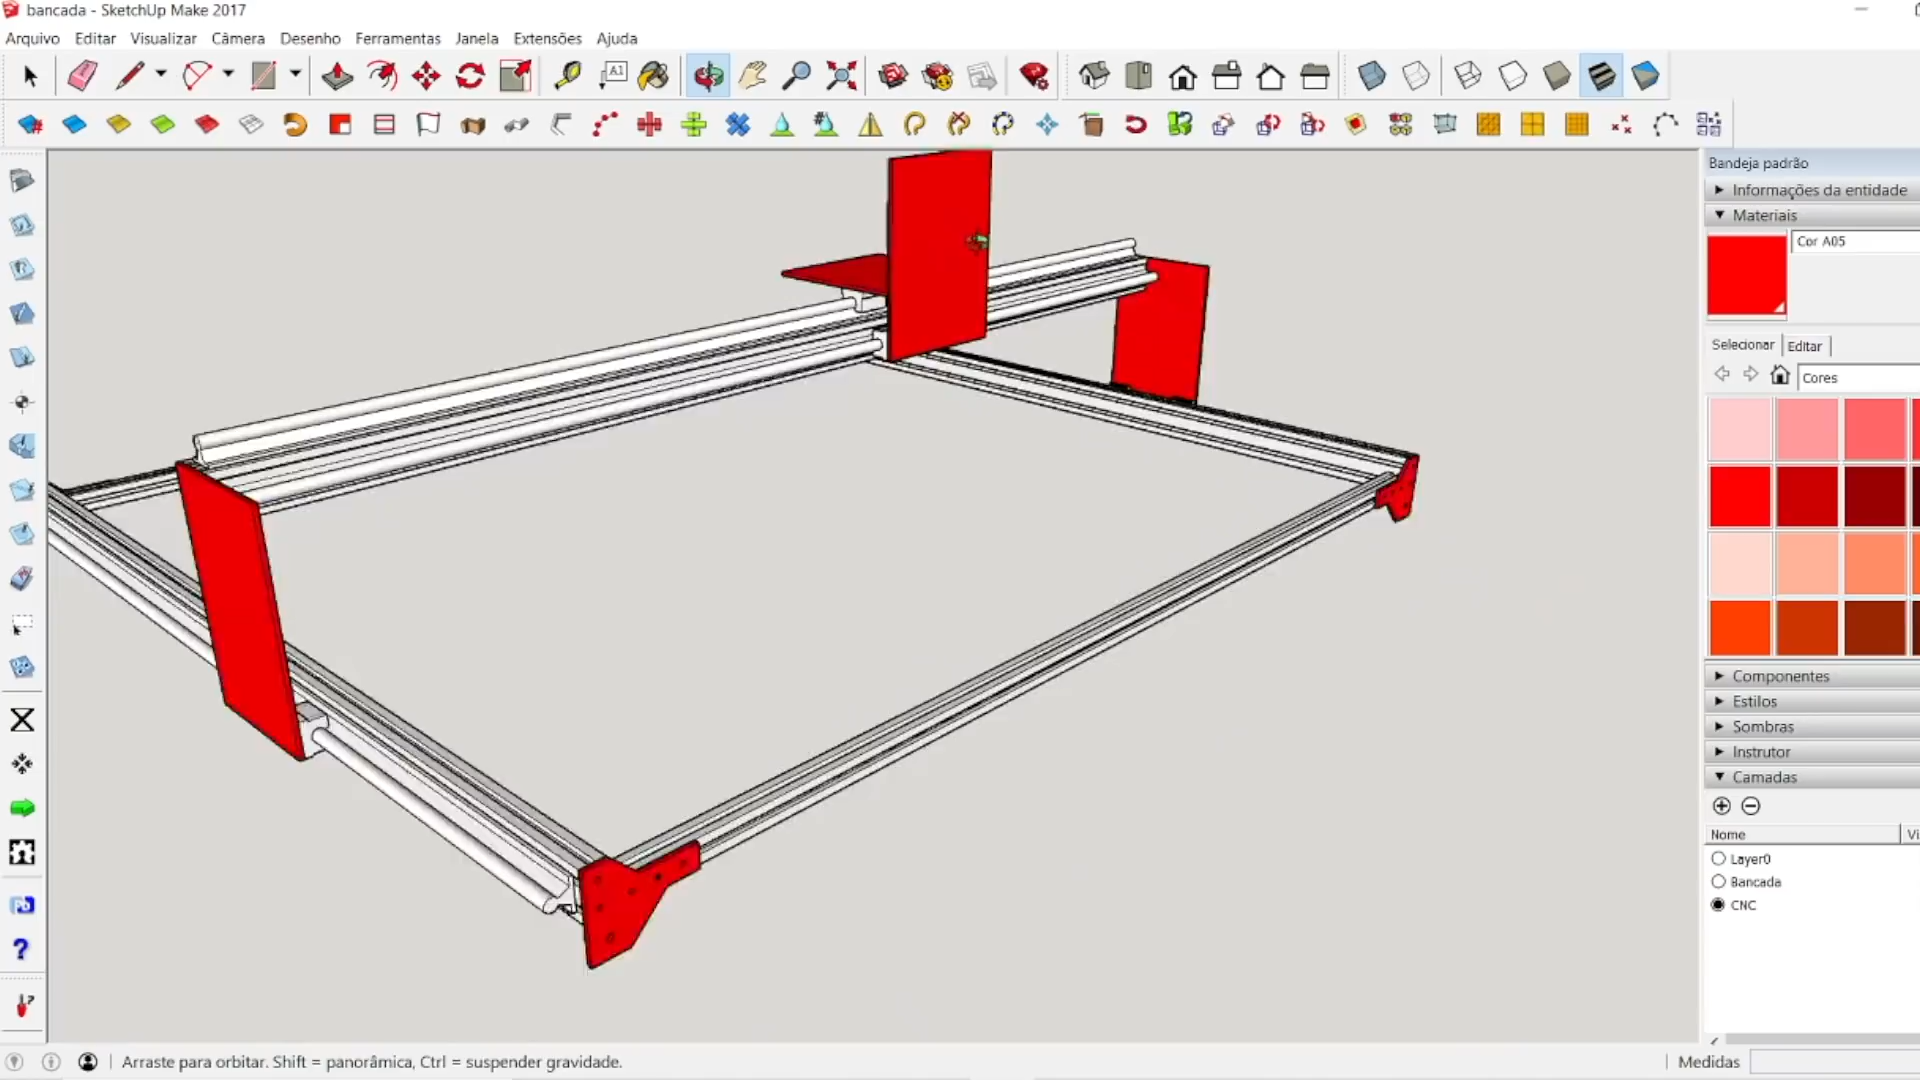 bancada - SketchUp Make 2017
Arquivo Editar Visualizar Câmera Desenho Ferramentas Janela Extensões Ajuda
A1
Bandeja padrão
Informações da entidade
Materiais
Cor A05
Selecionar Editar
Cores
Componentes
Estilos
Sombras
Instrutor
Camadas
Nome Vi
Layer0
Bancada
CNC
Arraste para orbitar. Shift = panorâmica, Ctrl = suspender gravidade.
Medidas